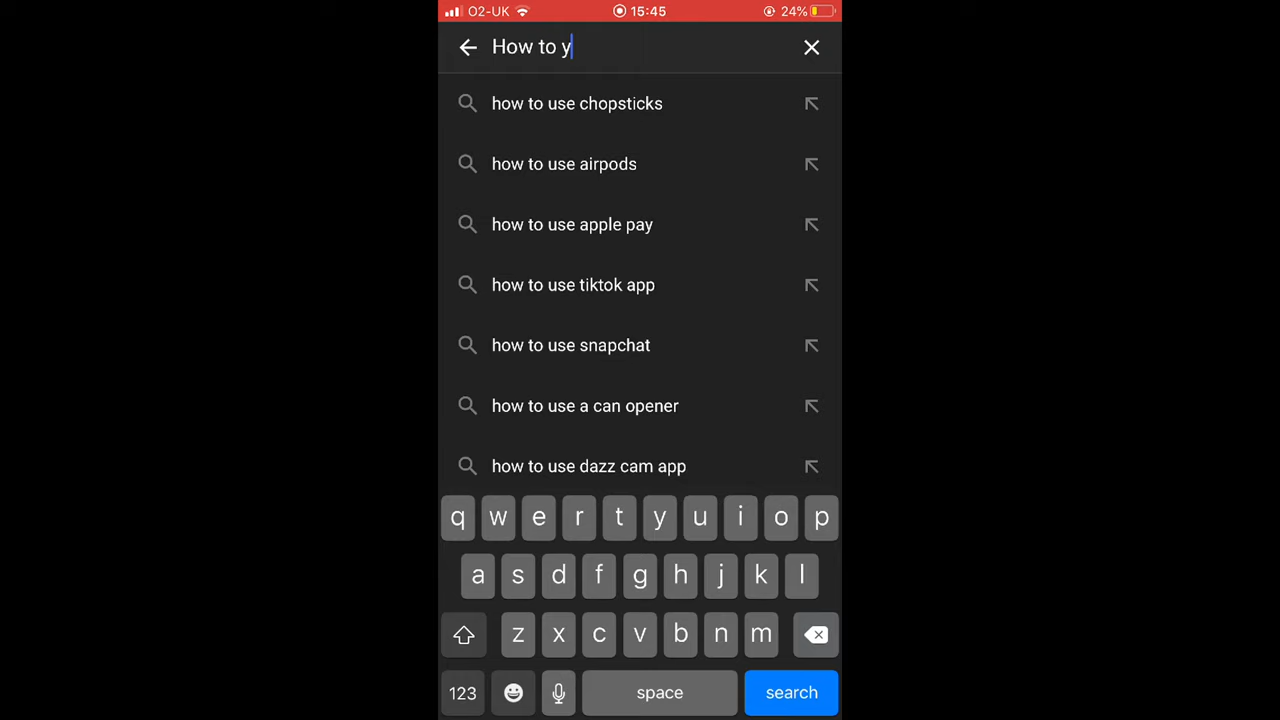 O2-UK 15:45 24%
How to y
how to use chopsticks
how to use airpods
how to use apple pay
how to use tiktok app
how to use snapchat
how to use a can opener
how to use dazz cam app
q w e r t y u i o p
a s d f g h j k l
z x c v b n m
123 space search